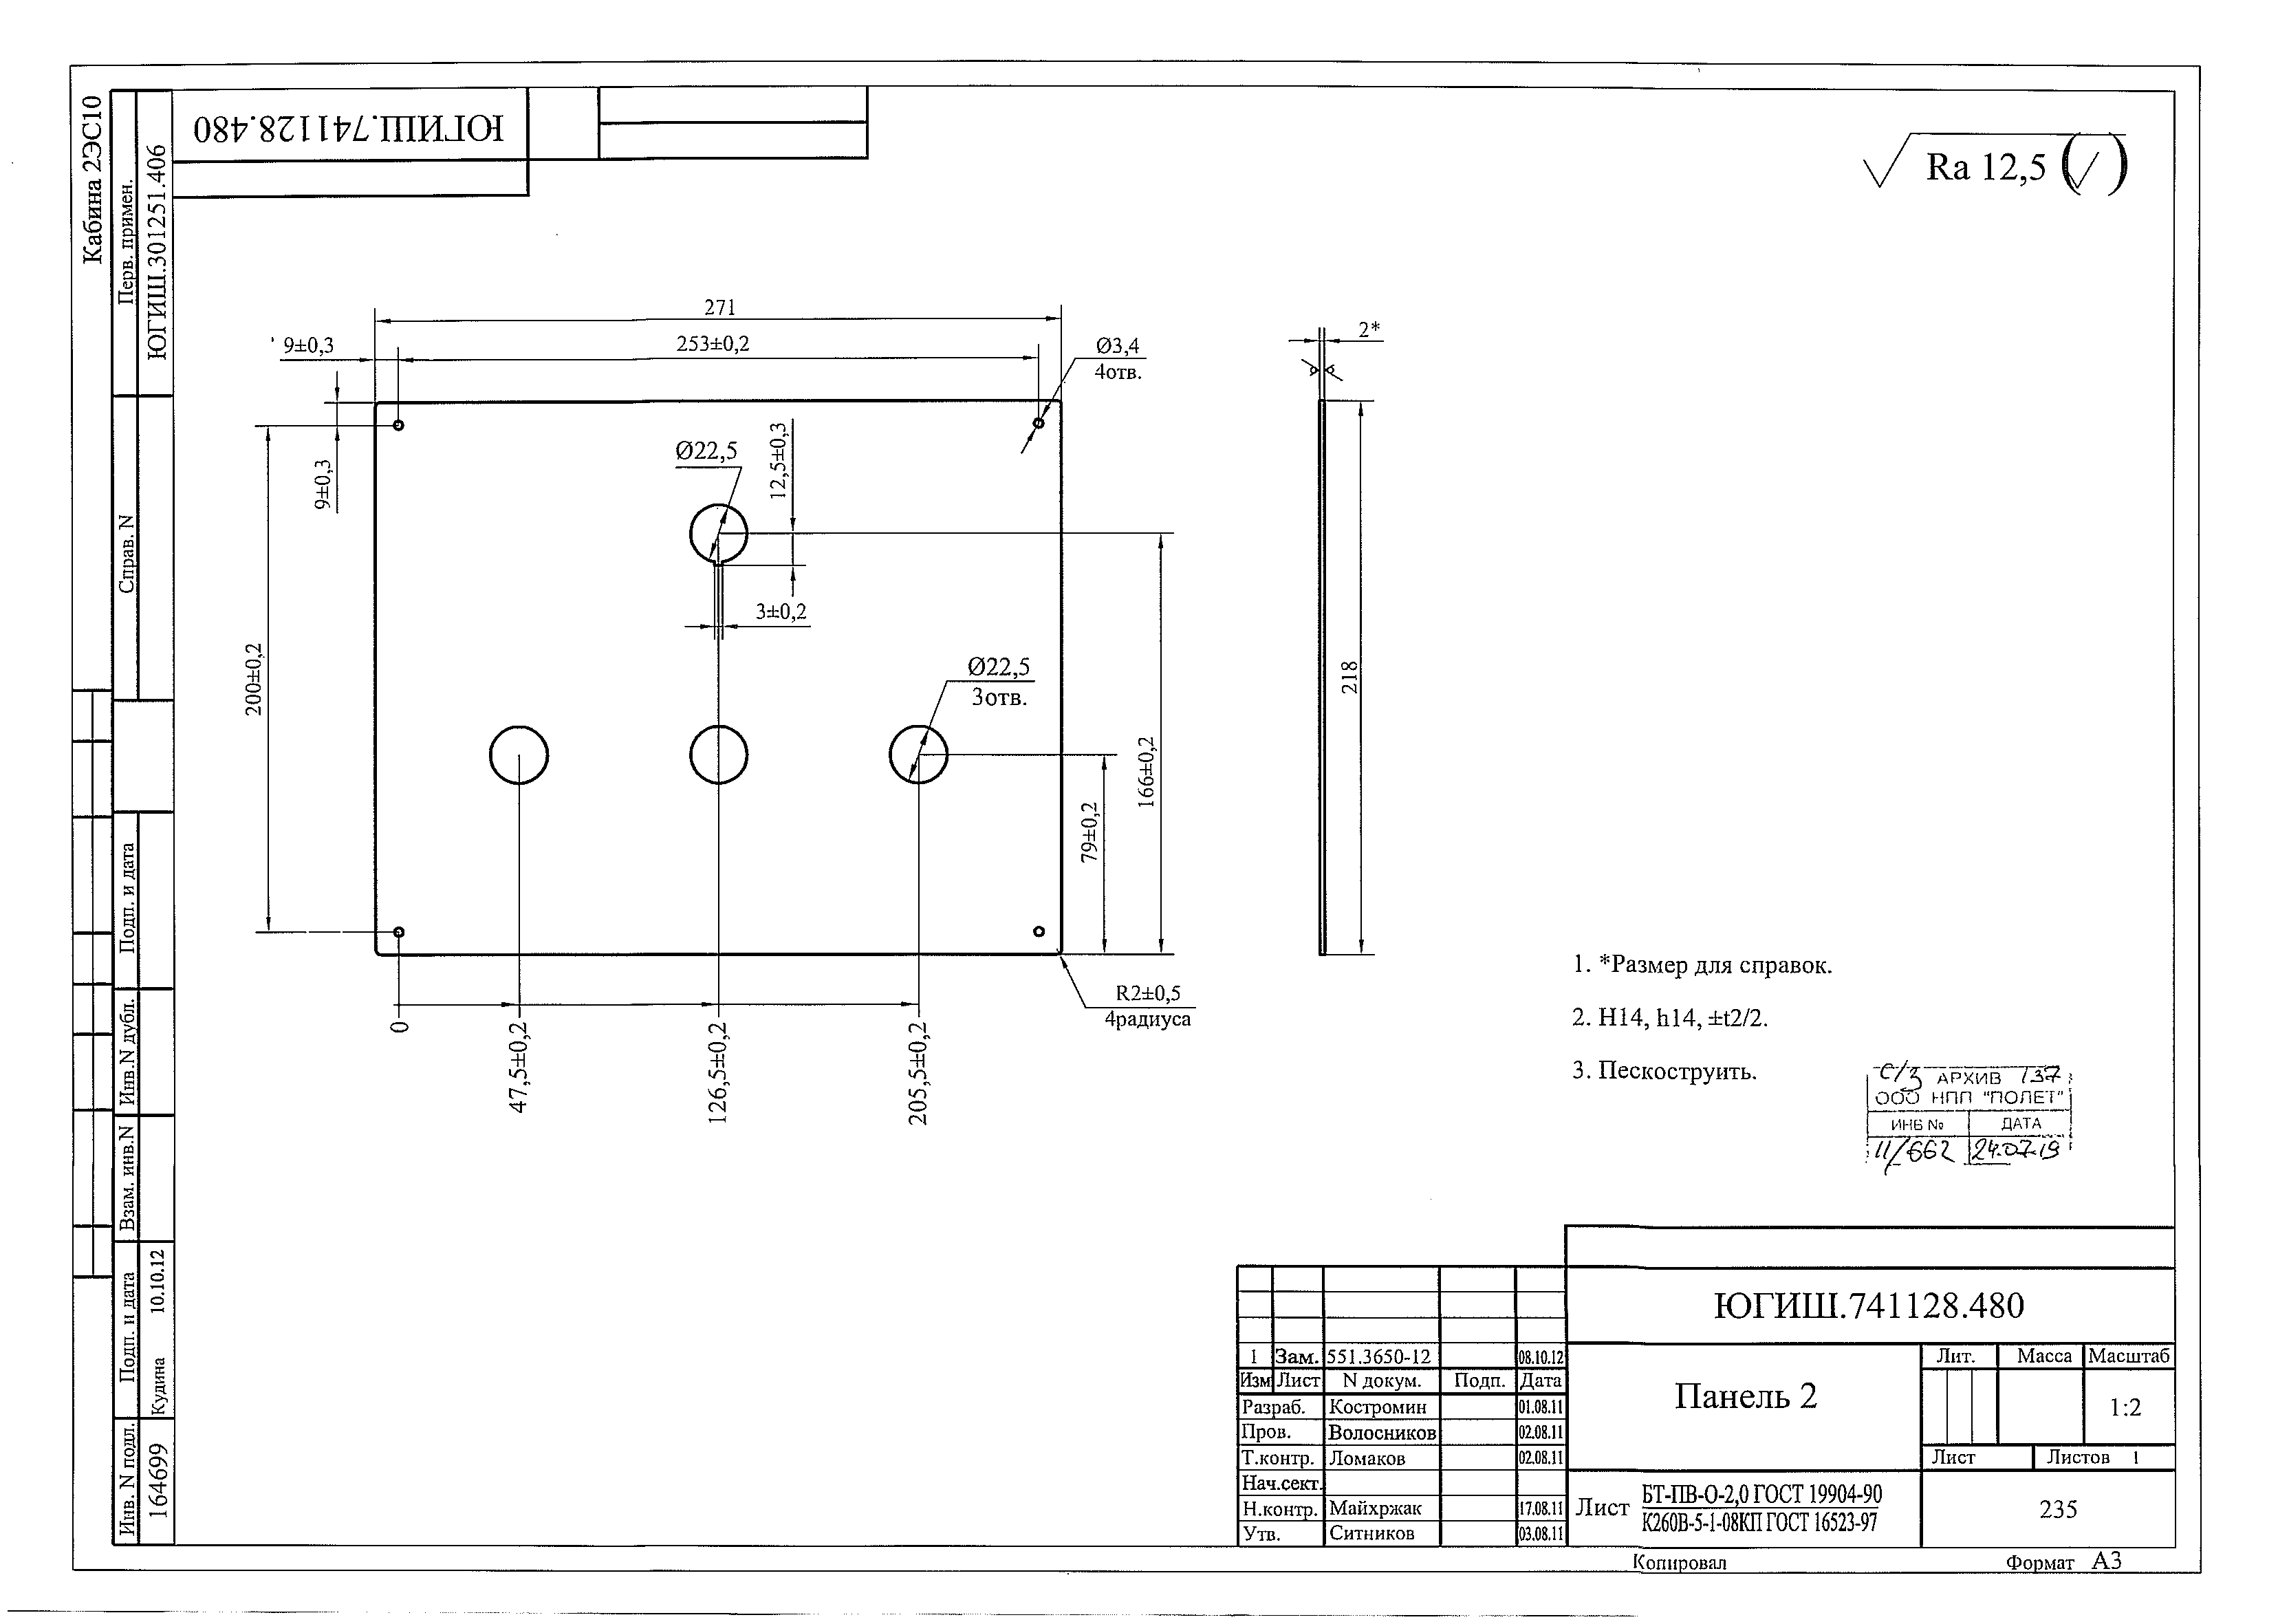 Кабина 2ЭС10
Перв. примен.
ЮГИШ.301251.406
Справ. N
Подп. и дата
Инв.N дубл.
Взам. инв.N
Подп. и дата
Кудина 10.10.12
Инв. N подл.
164699
ЮГИШ.741128.480
Ra 12,5
271
253±0,2
9±0,3
9±0,3
Ø3,4
4отв.
Ø22,5
12,5±0,3
3±0,2
200±0,2
Ø22,5
3отв.
166±0,2
79±0,2
R2±0,5
4радиуса
0
47,5±0,2
126,5±0,2
205,5±0,2
2*
218
1. *Размер для справок.
2. H14, h14, ±t2/2.
3. Пескоструить.
С/З АРХИВ 137
ООО НПП "ПОЛЕТ"
ИНБ № ДАТА
11/662 24.07.19
ЮГИШ.741128.480
1 Зам. 551.3650-12 08.10.12
Изм Лист N докум. Подп. Дата
Разраб. Костромин 01.08.11
Пров. Волосников 02.08.11
Т.контр. Ломаков 02.08.11
Нач.сект.
Н.контр. Майхржак 17.08.11
Утв. Ситников 03.08.11
Панель 2
Лит. Масса Масштаб
1:2
Лист Листов 1
Лист БТ-ПВ-О-2,0 ГОСТ 19904-90
К260В-5-1-08КП ГОСТ 16523-97
235
Копировал Формат А3